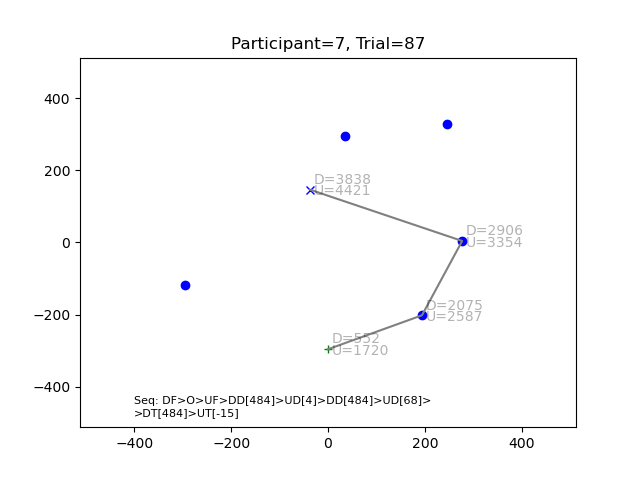 Participant=7, Trial=87
400
200
0
−200
−400
D=3838
U=4421
D=2906
U=3354
D=2075
U=2587
D=552
U=1720
Seq: DF>O>UF>DD[484]>UD[4]>DD[484]>UD[68]>
>DT[484]>UT[-15]
−400 −200 0 200 400